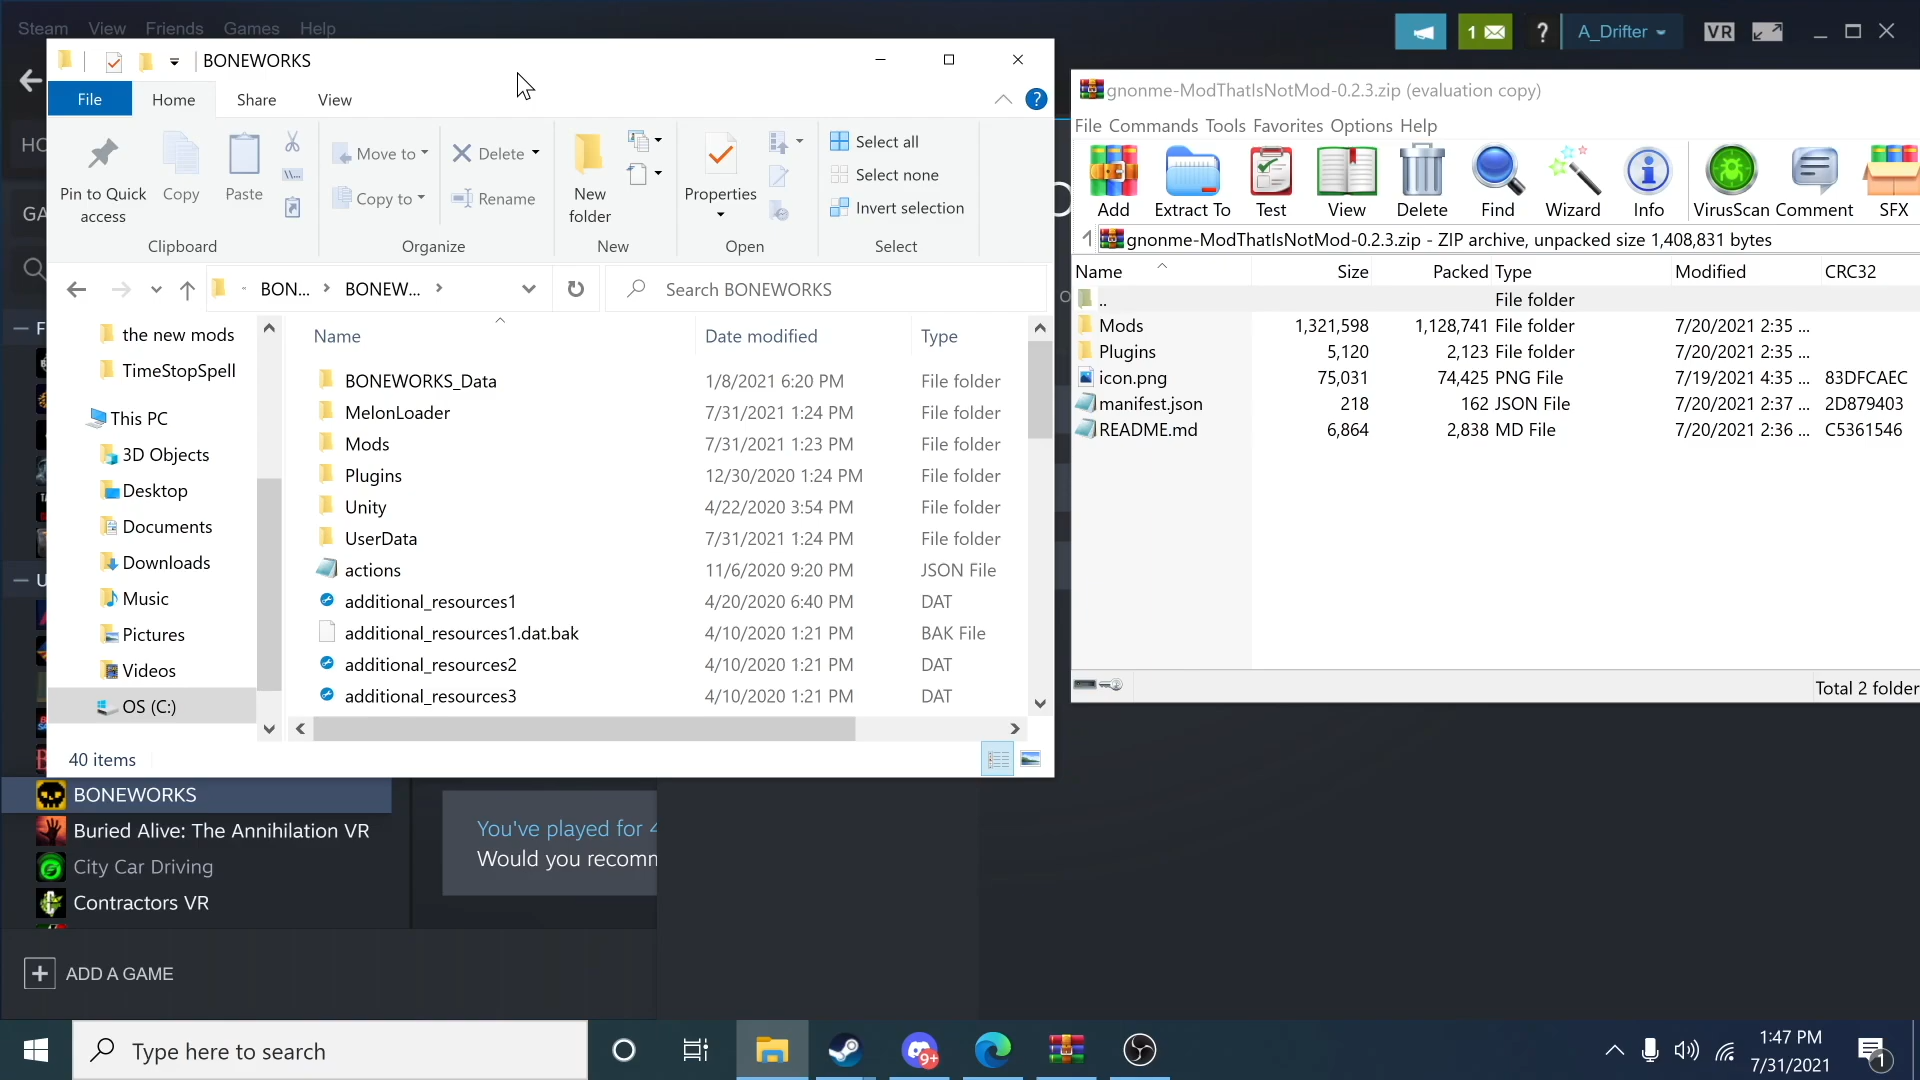 Steam View Friends Games Help
1
?
A_Drifter
VR
BONEWORKS
File Home Share View
Pin to Quick access
Copy
Paste
Move to
Copy to
Delete
Rename
New folder
Properties
Select all
Select none
Invert selection
Clipboard
Organize
New
Open
Select
BON... BONEW...
Search BONEWORKS
the new mods
TimeStopSpell
This PC
3D Objects
Desktop
Documents
Downloads
Music
Pictures
Videos
OS (C:)
Name Date modified Type
BONEWORKS_Data 1/8/2021 6:20 PM File folder
MelonLoader 7/31/2021 1:24 PM File folder
Mods 7/31/2021 1:23 PM File folder
Plugins 12/30/2020 1:24 PM File folder
Unity 4/22/2020 3:54 PM File folder
UserData 7/31/2021 1:24 PM File folder
actions 11/6/2020 9:20 PM JSON File
additional_resources1 4/20/2020 6:40 PM DAT
additional_resources1.dat.bak 4/10/2020 1:21 PM BAK File
additional_resources2 4/10/2020 1:21 PM DAT
additional_resources3 4/10/2020 1:21 PM DAT
40 items
gnonme-ModThatIsNotMod-0.2.3.zip (evaluation copy)
File Commands Tools Favorites Options Help
Add Extract To Test View Delete Find Wizard Info VirusScan Comment SFX
gnonme-ModThatIsNotMod-0.2.3.zip - ZIP archive, unpacked size 1,408,831 bytes
Name Size Packed Type Modified CRC32
.. File folder
Mods 1,321,598 1,128,741 File folder 7/20/2021 2:35 ...
Plugins 5,120 2,123 File folder 7/20/2021 2:35 ...
icon.png 75,031 74,425 PNG File 7/19/2021 4:35 ... 83DFCAEC
manifest.json 218 162 JSON File 7/20/2021 2:37 ... 2D879403
README.md 6,864 2,838 MD File 7/20/2021 2:36 ... C5361546
Total 2 folder
HO
GA
F
U
BONEWORKS
Buried Alive: The Annihilation VR
City Car Driving
Contractors VR
ADD A GAME
You've played for 4
Would you recomm
Type here to search
9+
1:47 PM
7/31/2021
1